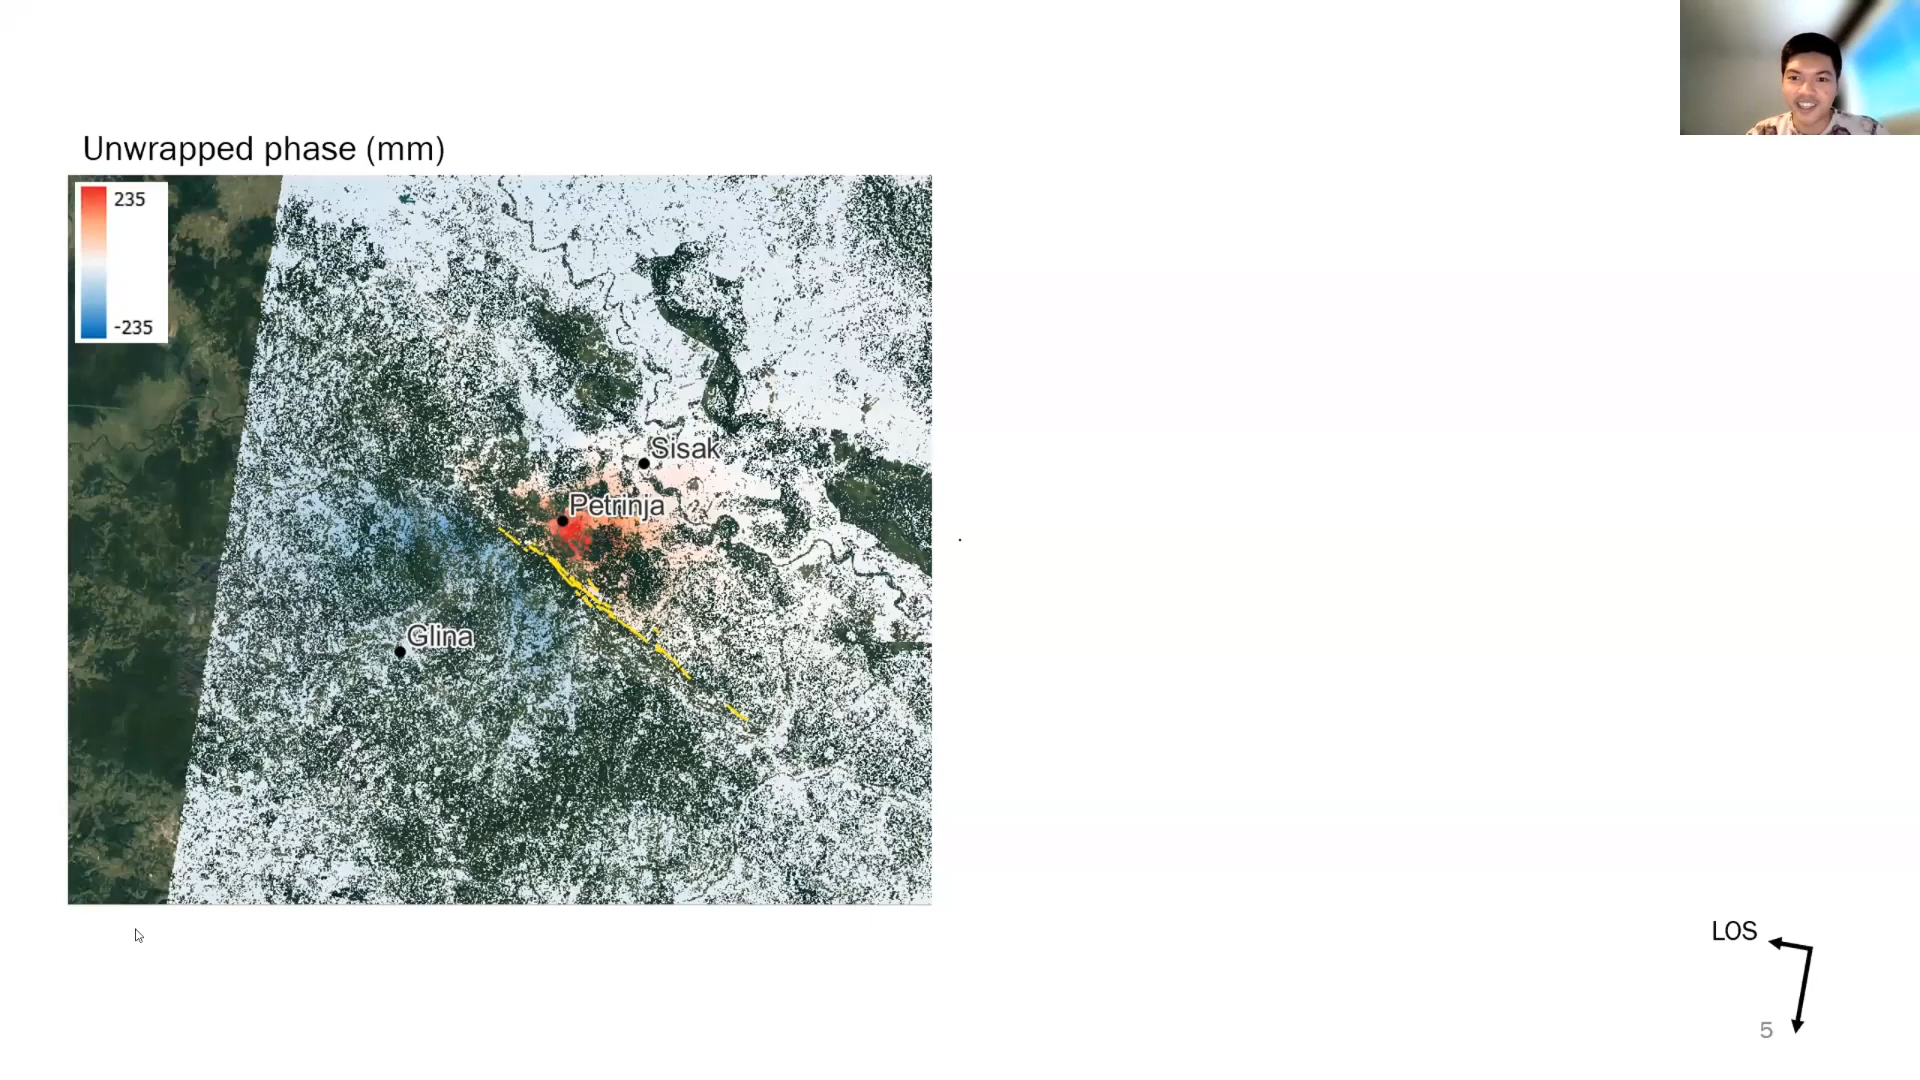 Unwrapped phase (mm)
235
-235
Sisak
Petrinja
Glina
LOS
5